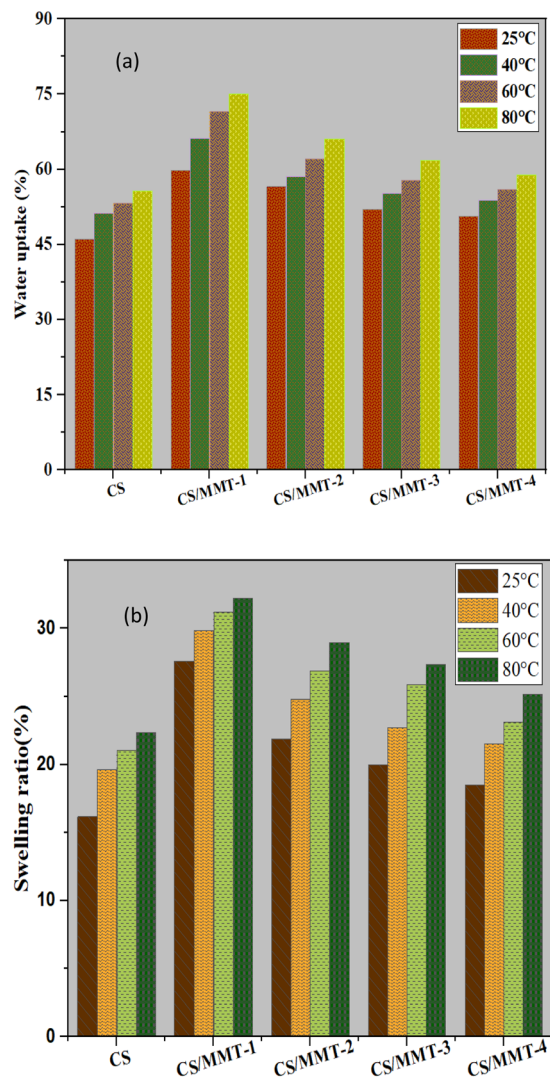 90
75
60
45
30
15
0
Water uptake (%)
(a)
25°C
40°C
60°C
80°C
CS
CS/MMT-1
CS/MMT-2
CS/MMT-3
CS/MMT-4
30
20
10
0
Swelling ratio(%)
(b)
25°C
40°C
60°C
80°C
CS
CS/MMT-1
CS/MMT-2
CS/MMT-3
CS/MMT-4